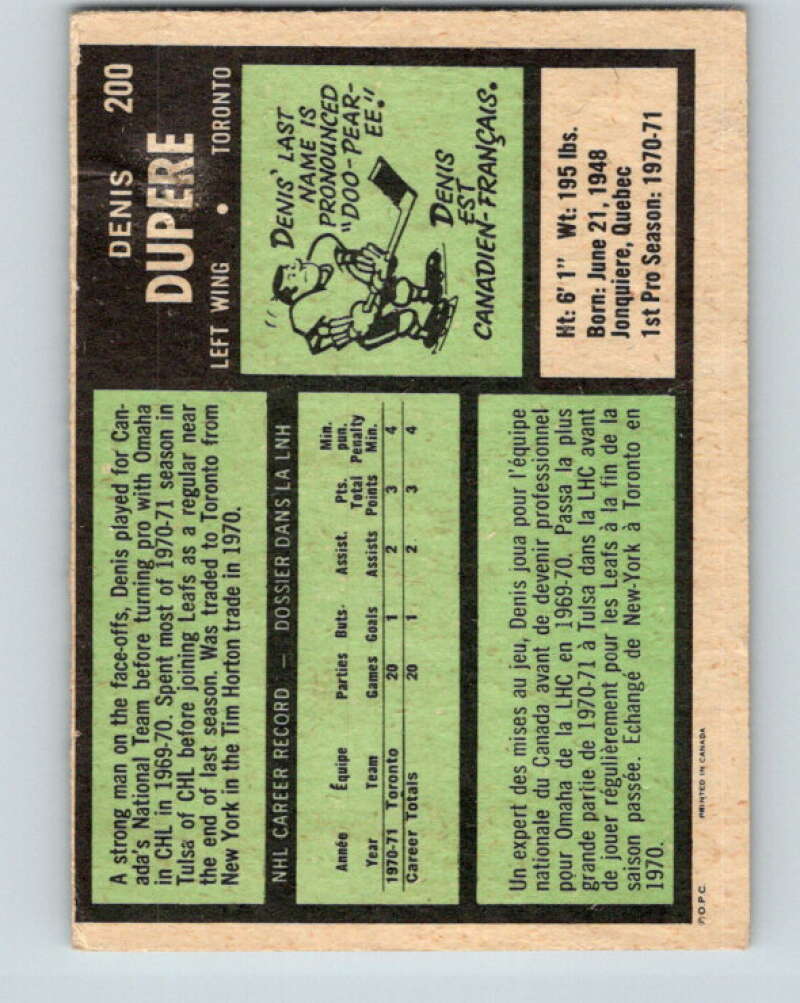 DENIS 200
DUPERE
LEFT WING • TORONTO
A strong man on the face-offs, Denis played for Can-
ada's National Team before turning pro with Omaha
in CHL in 1969-70. Spent most of 1970-71 season in
Tulsa of CHL before joining Leafs as a regular near
the end of last season. Was traded to Toronto from
New York in the Tim Horton trade in 1970.
"DENIS' LAST
NAME IS
PRONOUNCED
"DOO-PEAR-
EE."
DENIS
EST
CANADIEN-FRANÇAIS.
NHL CAREER RECORD — DOSSIER DANS LA LNH
Année Équipe Parties Buts- Assist. Pts. Min. pun.
Year Team Games Goals Assists Total Points Penalty Min.
1970-71 Toronto 20 1 2 3 4
Career Totals 20 1 2 3 4
Un expert des mises au jeu, Denis joua pour l'équipe
nationale du Canada avant de devenir professionnel
pour Omaha de la LHC en 1969-70. Passa la plus
grande partie de 1970-71 à Tulsa dans la LHC avant
de jouer régulièrement pour les Leafs à la fin de la
saison passée. Echangé de New-York à Toronto en
1970.
Ht: 6' 1" Wt: 195 lbs.
Born: June 21, 1948
Jonquiere, Quebec
1st Pro Season: 1970-71
O.P.C. PRINTED IN CANADA